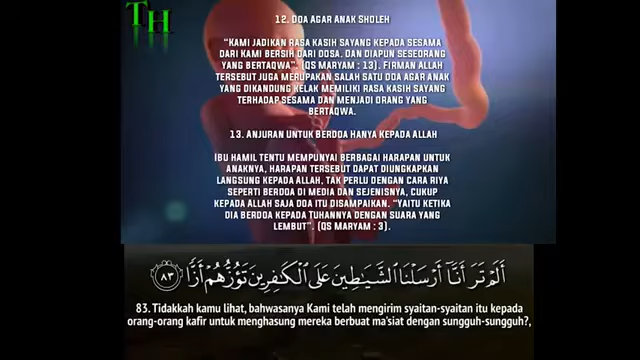 TH
12. DOA AGAR ANAK SHOLEH
"KAMI JADIKAN RASA KASIH SAYANG KEPADA SESAMA
DARI KAMI BERSIH DARI DOSA. DAN DIAPUN SESEORANG
YANG BERTAQWA". (QS MARYAM : 13). FIRMAN ALLAH
TERSEBUT JUGA MERUPAKAN SALAH SATU DOA AGAR ANAK
YANG DIKANDUNG KELAK MEMILIKI RASA KASIH SAYANG
TERHADAP SESAMA DAN MENJADI ORANG YANG
BERTAQWA.
13. ANJURAN UNTUK BERDOA HANYA KEPADA ALLAH
IBU HAMIL TENTU MEMPUNYAI BERBAGAI HARAPAN UNTUK
ANAKNYA, HARAPAN TERSEBUT DAPAT DIUNGKAPKAN
LANGSUNG KEPADA ALLAH, TAK PERLU DENGAN CARA RIYA
SEPERTI BERDOA DI MEDIA DAN SEJENISNYA, CUKUP
KEPADA ALLAH SAJA DOA ITU DISAMPAIKAN. "YAITU KETIKA
DIA BERDOA KEPADA TUHANNYA DENGAN SUARA YANG
LEMBUT". (QS MARYAM : 3).
أَلَمْ تَرَ أَنَّآ أَرْسَلْنَا الشَّيَاطِينَ عَلَى الْكَافِرِينَ تَؤُزُّهُمْ أَزًّا ٨٣
83. Tidakkah kamu lihat, bahwasanya Kami telah mengirim syaitan-syaitan itu kepada
orang-orang kafir untuk menghasung mereka berbuat ma'siat dengan sungguh-sungguh?,